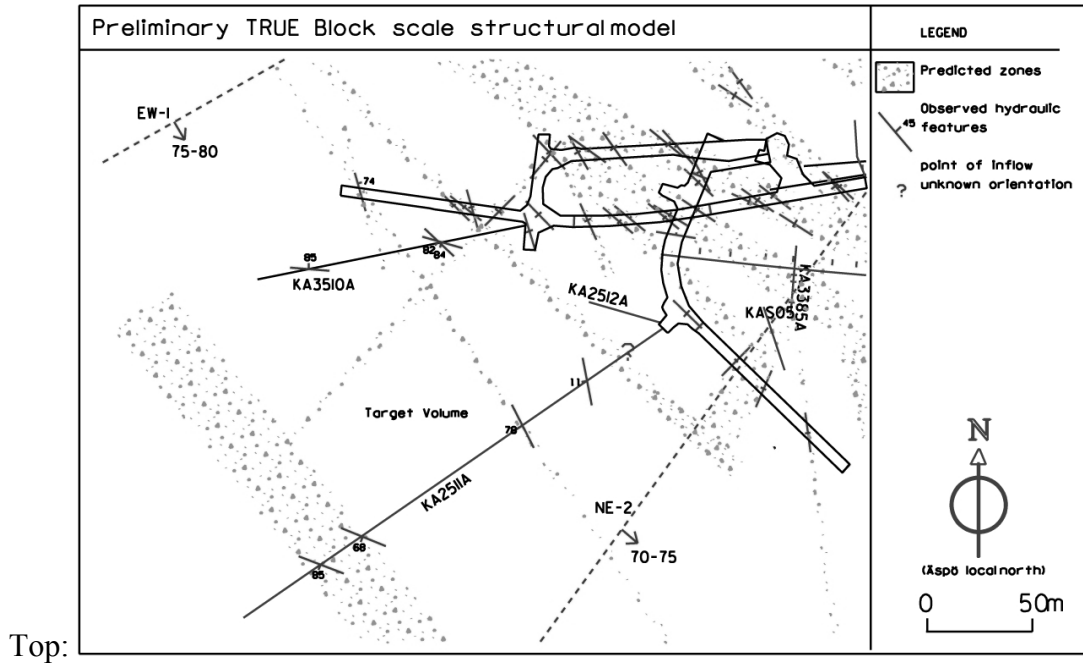 Preliminary TRUE Block scale structural model
LEGEND
Predicted zones
45
Observed hydraulic
features
point of inflow
unknown orientation
?
EW-1
75-80
74
85
82
84
KA3510A
KA2512A
KA3385A
KAS05
?
11
Target Volume
78
KA2511A
68
85
NE-2
70-75
N
(Äspö local north)
0 50m
Top: